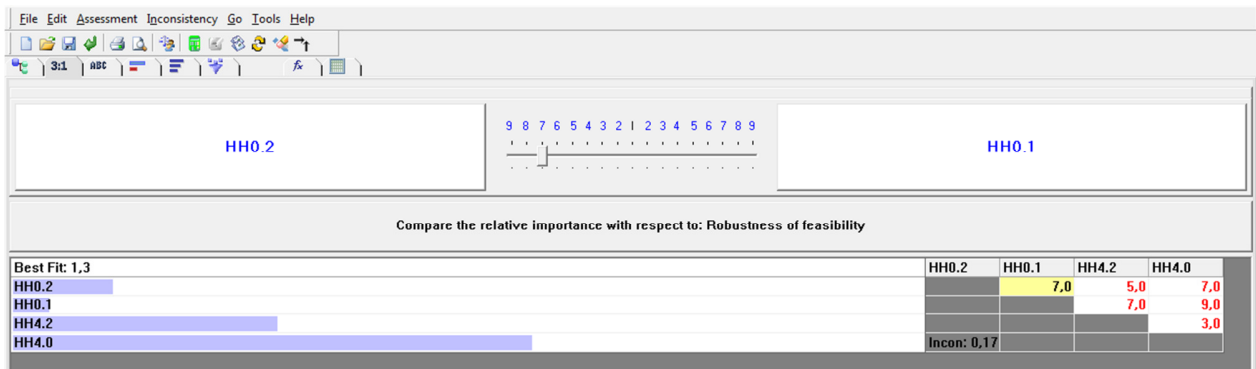 File Edit Assessment Inconsistency Go Tools Help
3:1 ABC fx
9 8 7 6 5 4 3 2 1 2 3 4 5 6 7 8 9
HH0.2 HH0.1
Compare the relative importance with respect to: Robustness of feasibility
Best Fit: 1,3 HH0.2 HH0.1 HH4.2 HH4.0
HH0.2 7,0 5,0 7,0
HH0.1 7,0 9,0
HH4.2 3,0
HH4.0 Incon: 0,17